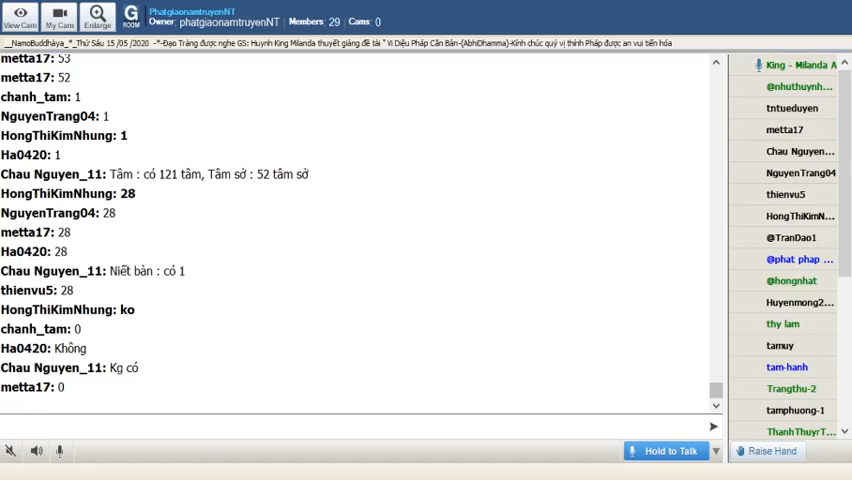 PhatgiaonamtruyenNT
Owner: phatgiaonamtruyenNT Members: 29 Cams: 0
View Cam My Cam Enlarge G ROOM
__NamoBuddhàya_*_Thứ Sáu 15 /05 /2020 -*-Đạo Tràng được nghe GS: Huynh King Milanda thuyết giảng đề tài " Vi Diệu Pháp Căn Bản-(AbhiDhamma)-Kính chúc quý vị thính Pháp được an vui tiến hóa
metta17: 53
metta17: 52
chanh_tam: 1
NguyenTrang04: 1
HongThiKimNhung: 1
Ha0420: 1
Chau Nguyen_11: Tâm : có 121 tâm, Tâm sở : 52 tâm sở
HongThiKimNhung: 28
NguyenTrang04: 28
metta17: 28
Ha0420: 28
Chau Nguyen_11: Niết bàn : có 1
thienvu5: 28
HongThiKimNhung: ko
chanh_tam: 0
Ha0420: Không
Chau Nguyen_11: Kg có
metta17: 0
King - Milanda A
@nhuthuynh...
tntueduyen
metta17
Chau Nguyen...
NguyenTrang04
thienvu5
HongThiKimN...
@TranDao1
@phat phap ...
@hongnhat
Huyenmong2...
thy lam
tamuy
tam-hanh
Trangthu-2
tamphuong-1
ThanhThuyrT...
Hold to Talk
Raise Hand